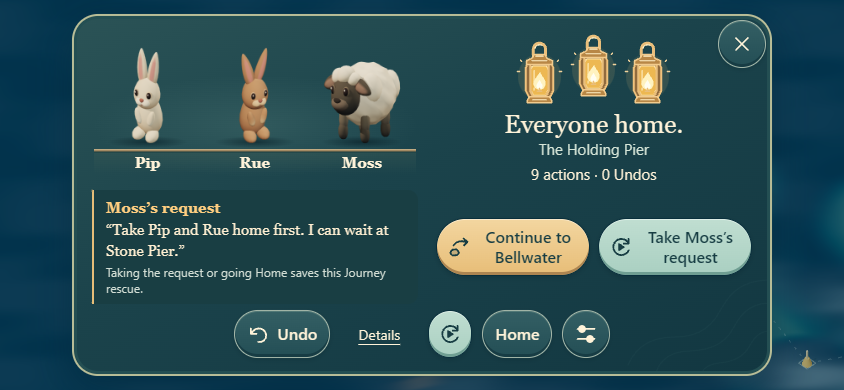 Pip
Rue
Moss
Moss's request
“Take Pip and Rue home first. I can wait at
Stone Pier.”
Taking the request or going Home saves this Journey
rescue.
Everyone home.
The Holding Pier
9 actions · 0 Undos
Continue to
Bellwater
Take Moss's
request
Undo
Details
Home